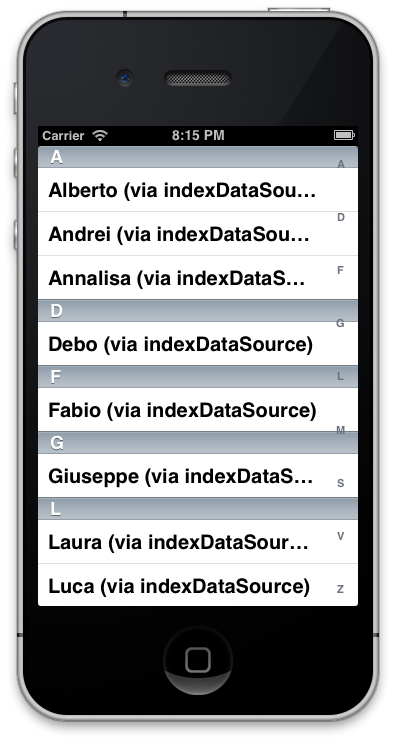 Carrier 8:15 PM
A
Alberto (via indexDataSou…
Andrei (via indexDataSou…
Annalisa (via indexDataS…
D
Debo (via indexDataSource)
F
Fabio (via indexDataSource)
G
Giuseppe (via indexDataS…
L
Laura (via indexDataSour…
Luca (via indexDataSource)
A
D
F
G
L
M
S
V
Z